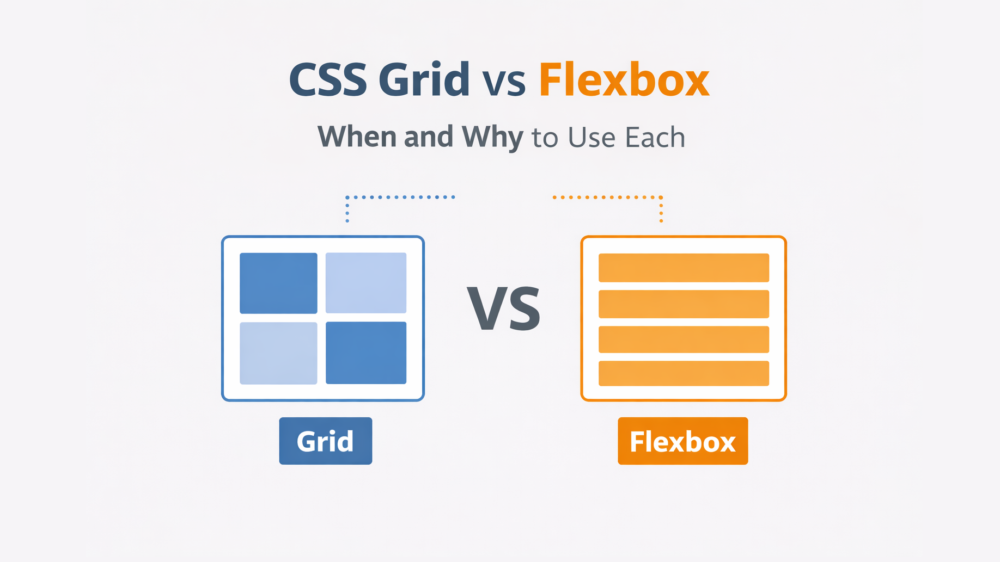 CSS Grid vs Flexbox
When and Why to Use Each
VS
Grid
Flexbox